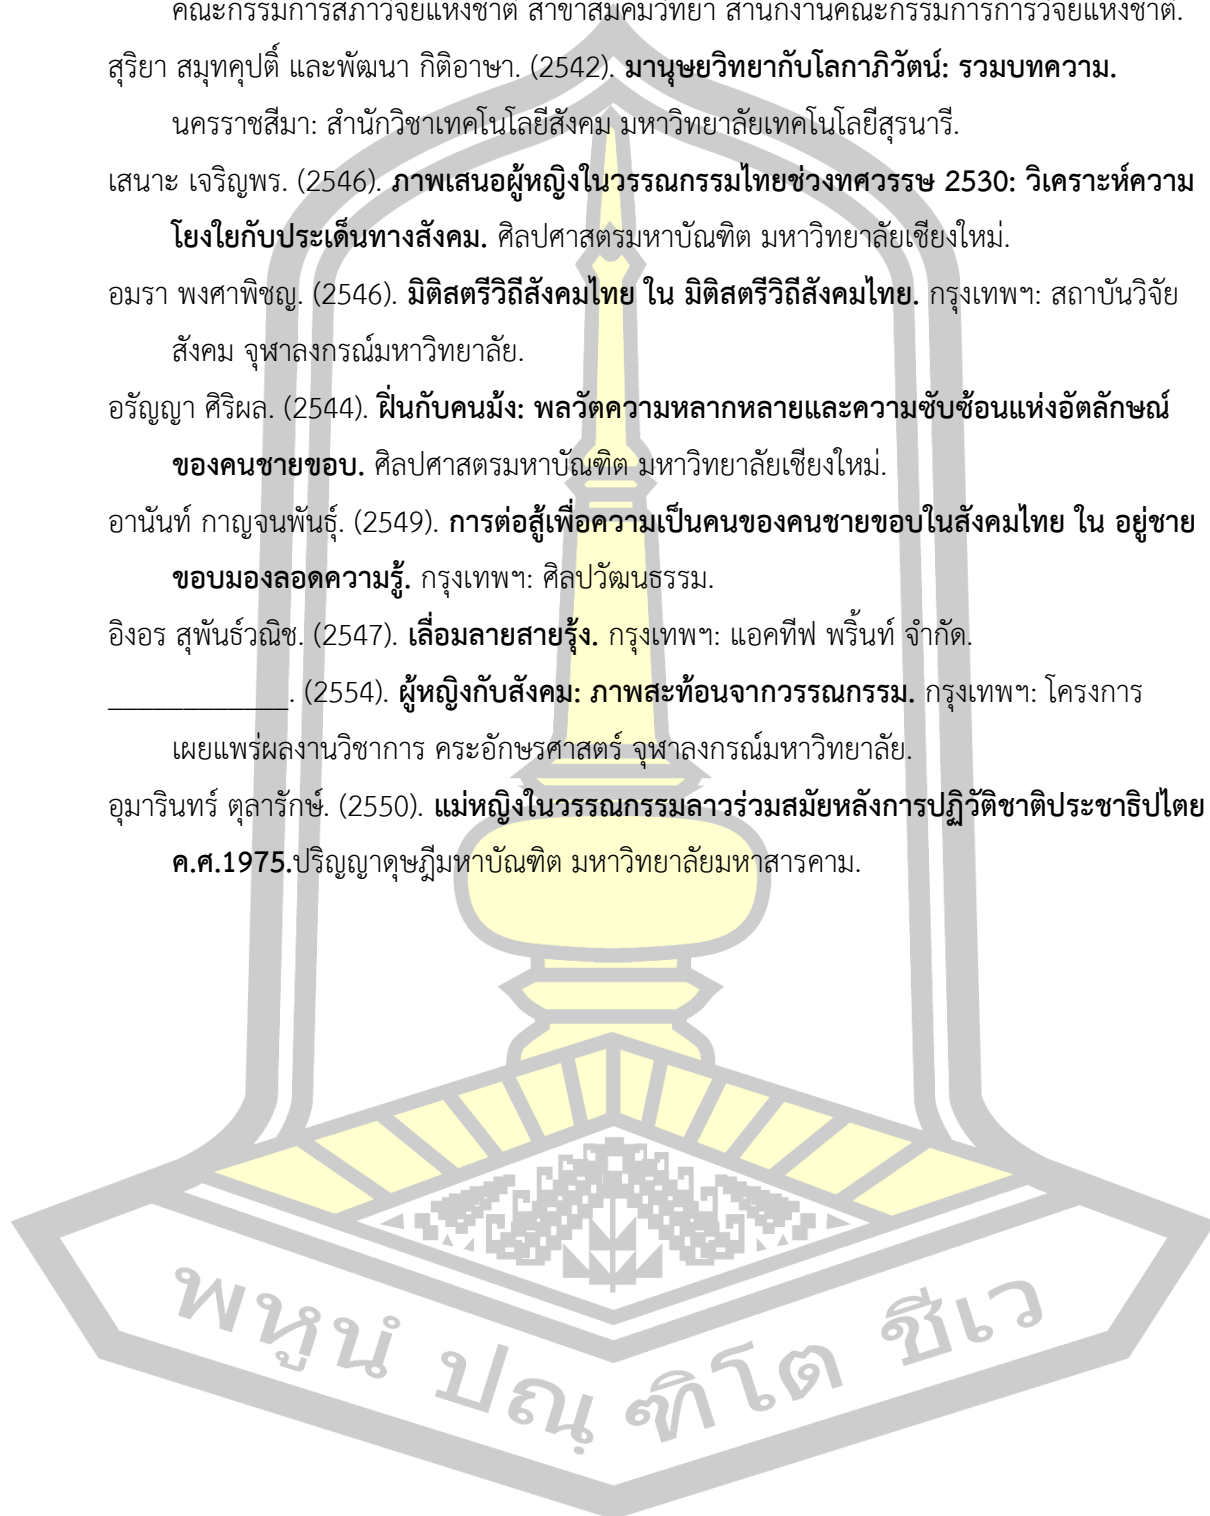 คณะกรรมการสภาวิจัยแห่งชาติ สาขาสมคมวิทยา สำนักงานคณะกรรมการการวิจัยแห่งชาติ.
สุริยา สมุทคุปติ์ และพัฒนา กิติอาษา. (2542). มานุษยวิทยากับโลกาภิวัตน์: รวมบทความ.
นครราชสีมา: สำนักวิชาเทคโนโลยีสังคม มหาวิทยาลัยเทคโนโลยีสุรนารี.
เสนาะ เจริญพร. (2546). ภาพเสนอผู้หญิงในวรรณกรรมไทยช่วงทศวรรษ 2530: วิเคราะห์ความ
โยงใยกับประเด็นทางสังคม. ศิลปศาสตรมหาบัณฑิต มหาวิทยาลัยเชียงใหม่.
อมรา พงศาพิชญ. (2546). มิติสตรีวิถีสังคมไทย ใน มิติสตรีวิถีสังคมไทย. กรุงเทพฯ: สถาบันวิจัย
สังคม จุฬาลงกรณ์มหาวิทยาลัย.
อรัญญา ศิริผล. (2544). ฝิ่นกับคนม้ง: พลวัตความหลากหลายและความซับซ้อนแห่งอัตลักษณ์
ของคนชายขอบ. ศิลปศาสตรมหาบัณฑิต มหาวิทยาลัยเชียงใหม่.
อานันท์ กาญจนพันธุ์. (2549). การต่อสู้เพื่อความเป็นคนของคนชายขอบในสังคมไทย ใน อยู่ชาย
ขอบมองลอดความรู้. กรุงเทพฯ: ศิลปวัฒนธรรม.
อิงอร สุพันธ์วณิช. (2547). เลื่อมลายสายรุ้ง. กรุงเทพฯ: แอคทีฟ พริ้นท์ จำกัด.
____________. (2554). ผู้หญิงกับสังคม: ภาพสะท้อนจากวรรณกรรม. กรุงเทพฯ: โครงการ
เผยแพร่ผลงานวิชาการ คระอักษรศาสตร์ จุฬาลงกรณ์มหาวิทยาลัย.
อุมารินทร์ ตุลารักษ์. (2550). แม่หญิงในวรรณกรรมลาวร่วมสมัยหลังการปฏิวัติชาติประชาธิปไตย
ค.ศ.1975.ปริญญาดุษฎีมหาบัณฑิต มหาวิทยาลัยมหาสารคาม.
พหูนํ ปณฺฑิโต ชีเว